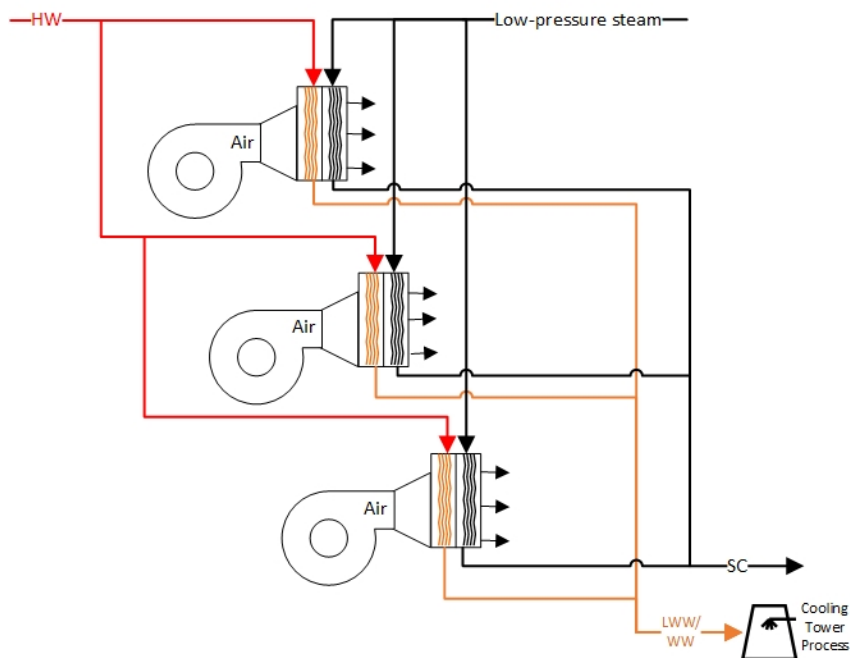 HW
Low-pressure steam
Air
Air
Air
SC
LWW/
WW
Cooling
Tower
Process